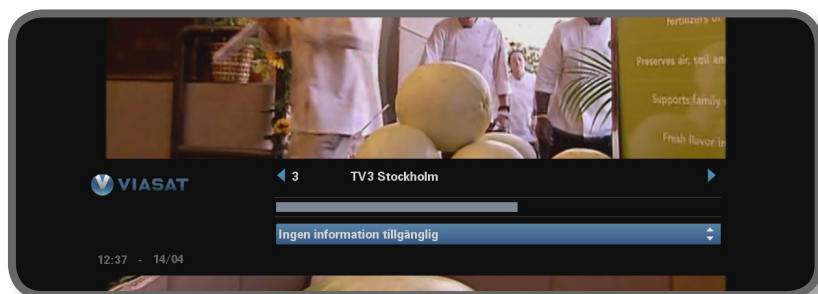 fertilizers or
Preserves air, soil an
Supports family
Fresh flavor in
3 TV3 Stockholm
VIASAT
Ingen information tillgänglig
12:37 - 14/04